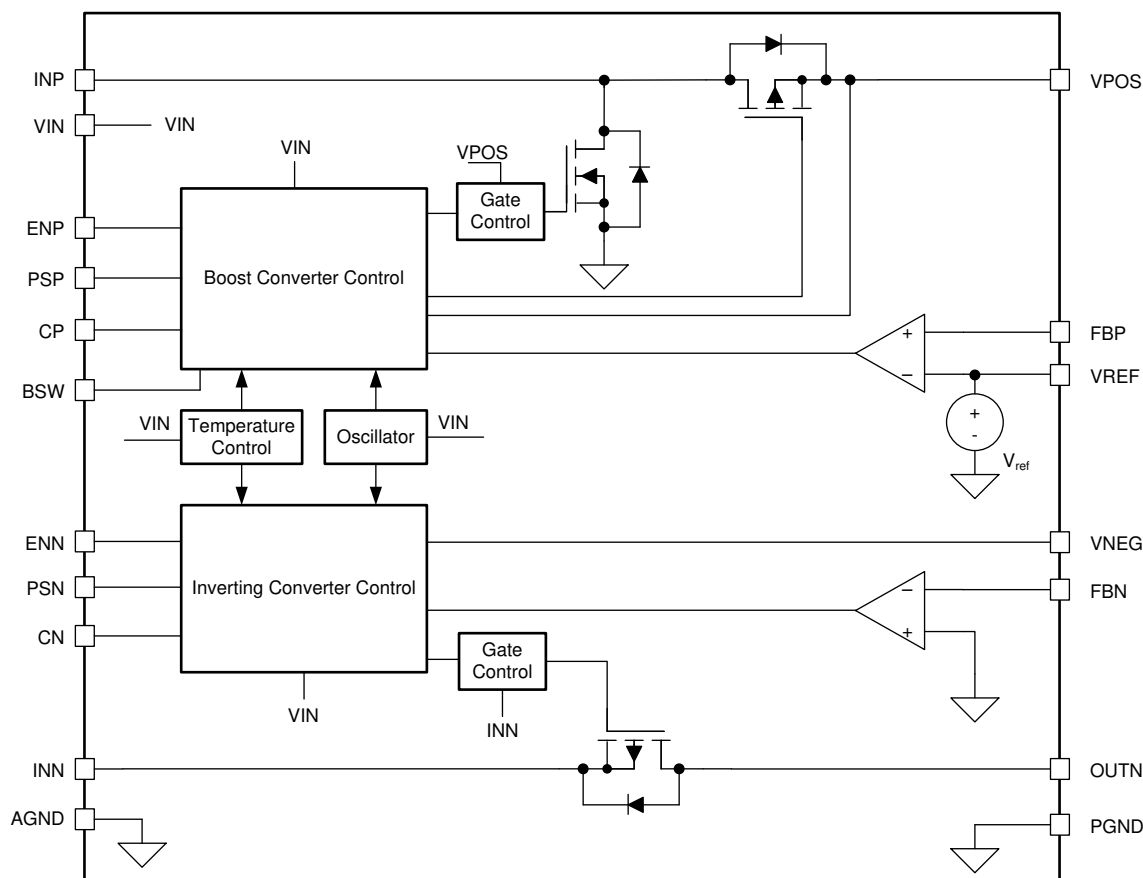 INP
VPOS
VIN
VIN
VIN
VPOS
Gate
Control
ENP
PSP
Boost Converter Control
CP
+
FBP
BSW
−
VREF
VIN
Temperature
Control
Oscillator
VIN
+
-
Vref
ENN
VNEG
PSN
Inverting Converter Control
−
FBN
CN
+
Gate
Control
VIN
INN
INN
OUTN
AGND
PGND